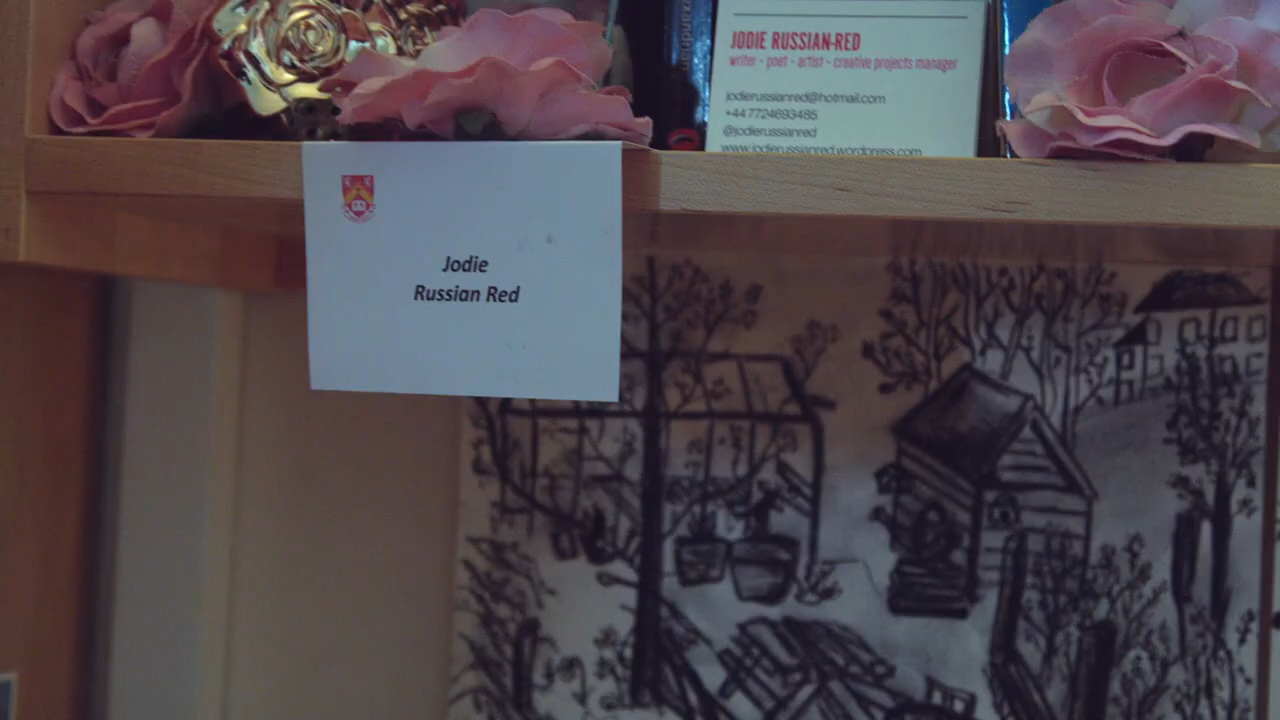 JODIE RUSSIAN-RED
writer - poet - artist - creative projects manager
jodierussianred@hotmail.com
+447724693485
@jodierussianred
www.jodierussianred.wordpress.com
Jodie
Russian Red